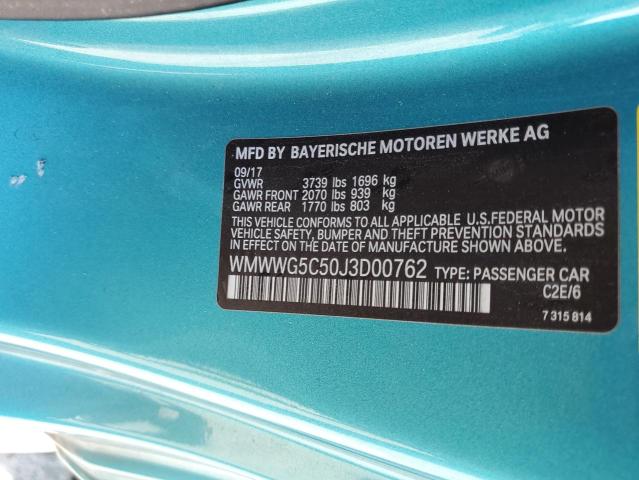 MFD BY BAYERISCHE MOTOREN WERKE AG
09/17
GVWR 3739 lbs 1696 kg
GAWR FRONT 2070 lbs 939 kg
GAWR REAR 1770 lbs 803 kg
THIS VEHICLE CONFORMS TO ALL APPLICABLE U.S.FEDERAL MOTOR
VEHICLE SAFETY, BUMPER AND THEFT PREVENTION STANDARDS
IN EFFECT ON THE DATE OF MANUFACTURE SHOWN ABOVE.
WMWWG5C50J3D00762 TYPE: PASSENGER CAR
C2E/6
7 315 814